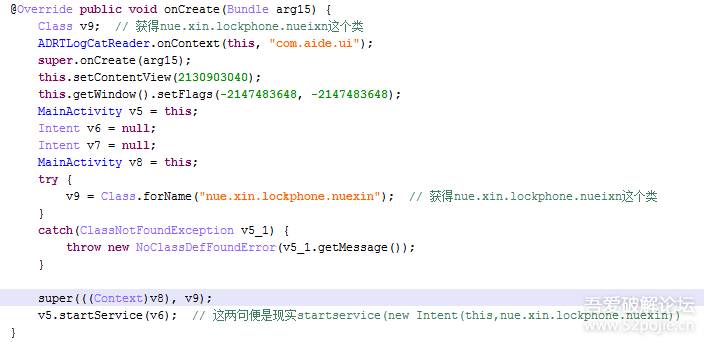 @Override public void onCreate(Bundle arg15) {
Class v9;  // 获得nue.xin.lockphone.nueixn这个类
ADRTLogCatReader.onContext(this, "com.aide.ui");
super.onCreate(arg15);
this.setContentView(2130903040);
this.getWindow().setFlags(-2147483648, -2147483648);
MainActivity v5 = this;
Intent v6 = null;
Intent v7 = null;
MainActivity v8 = this;
try {
v9 = Class.forName("nue.xin.lockphone.nuexin");  // 获得nue.xin.lockphone.nueixn这个类
}
catch(ClassNotFoundException v5_1) {
throw new NoClassDefFoundError(v5_1.getMessage());
}
super(((Context)v8), v9);
v5.startService(v6);  // 这两句便是现实startservice(new Intent(this,nue.xin.lockphone.nuexin))
}
吾爱破解论坛
www.52pojie.cn